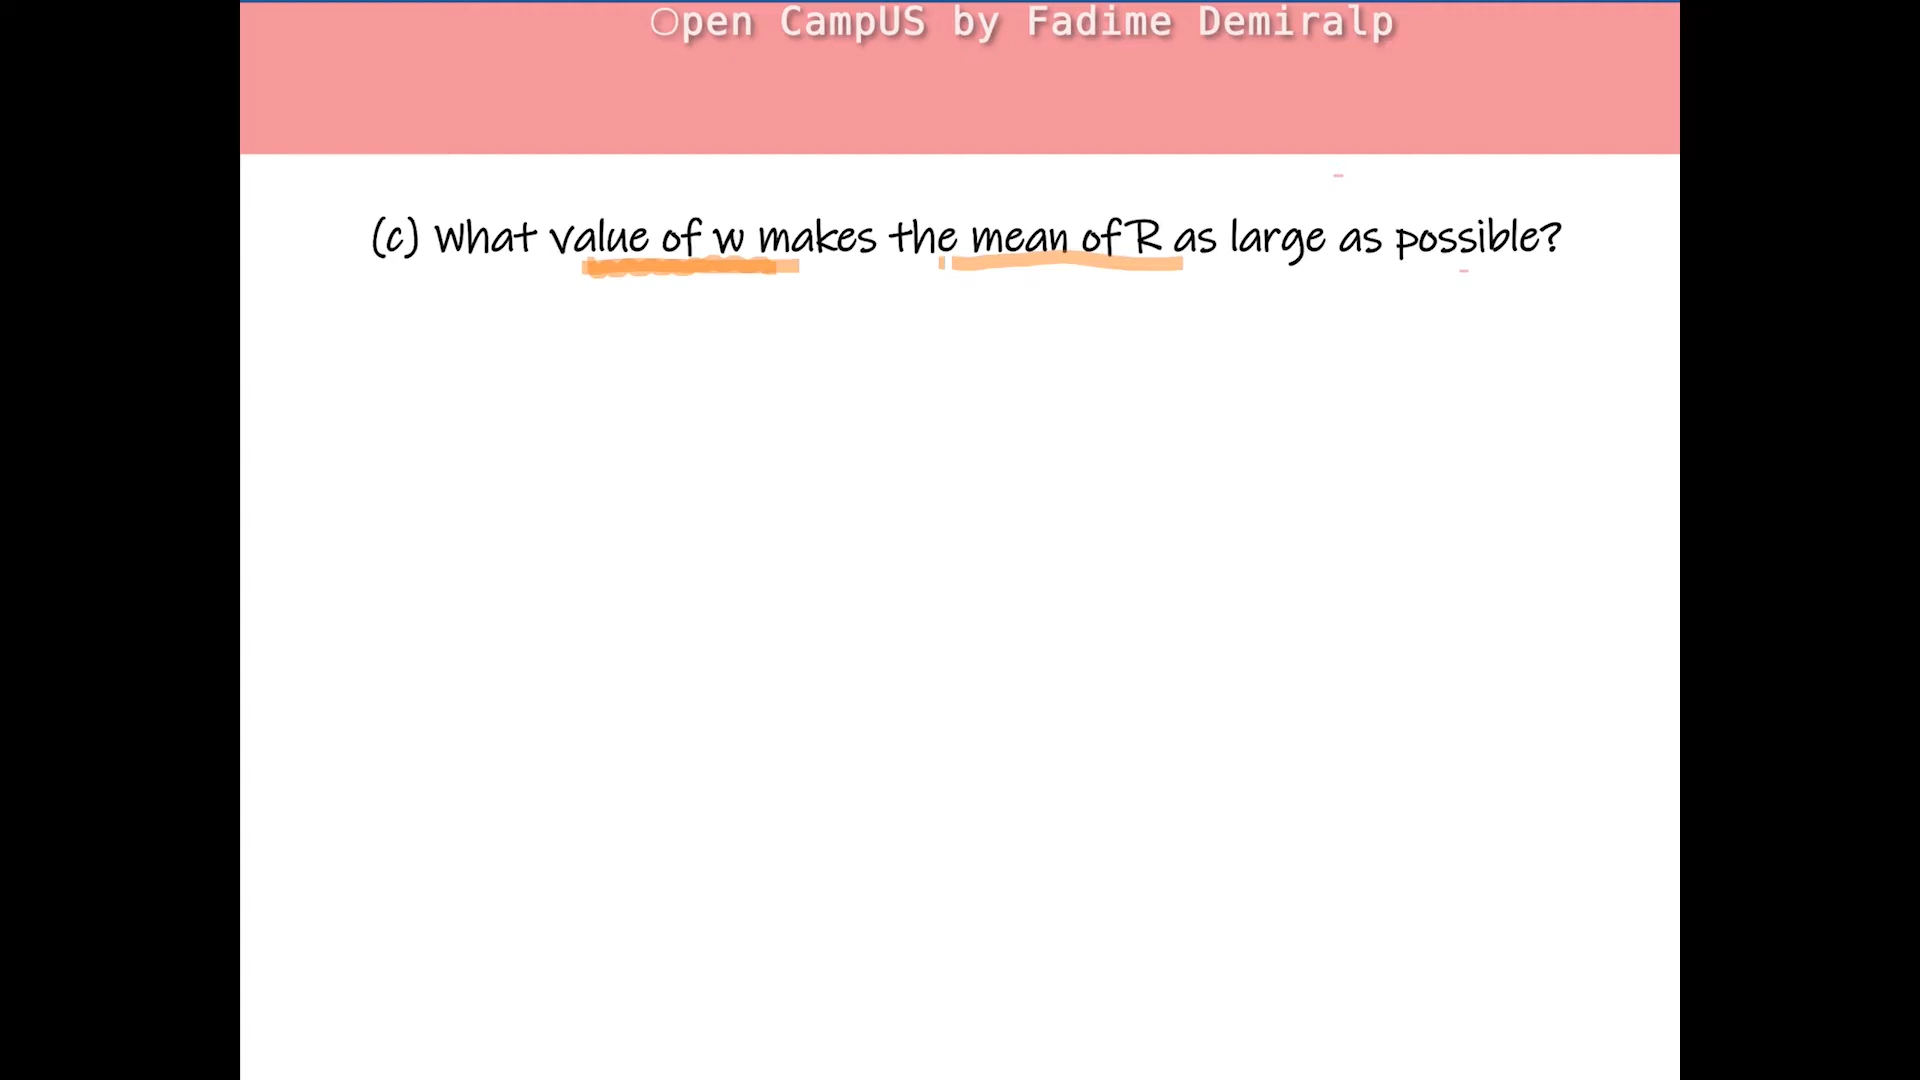 Open CampUS by Fadime Demiralp
(c) What value of w makes the mean of R as large as possible?